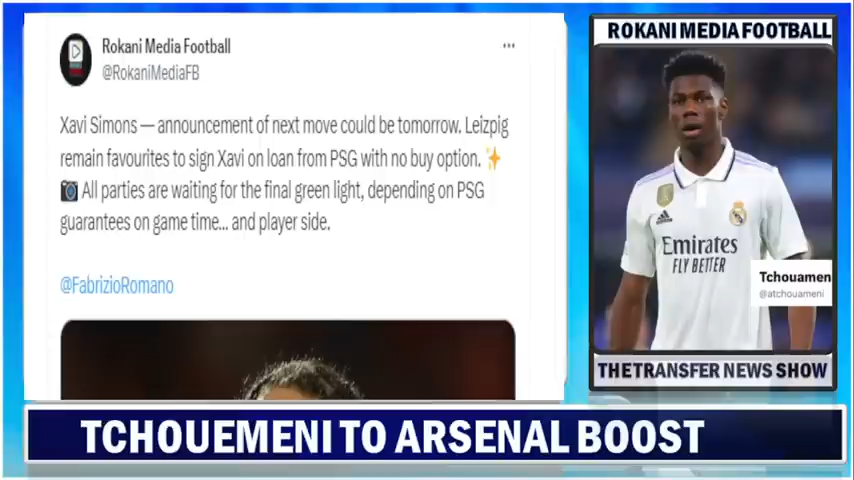 Rokani Media Football
@RokaniMediaFB
Xavi Simons — announcement of next move could be tomorrow. Leizpig
remain favourites to sign Xavi on loan from PSG with no buy option. ✨
📷 All parties are waiting for the final green light, depending on PSG
guarantees on game time... and player side.
@FabrizioRomano
ROKANI MEDIA FOOTBALL
Emirates
FLY BETTER
Tchouamen
@atchouameni
THE TRANSFER NEWS SHOW
TCHOUEMENI TO ARSENAL BOOST